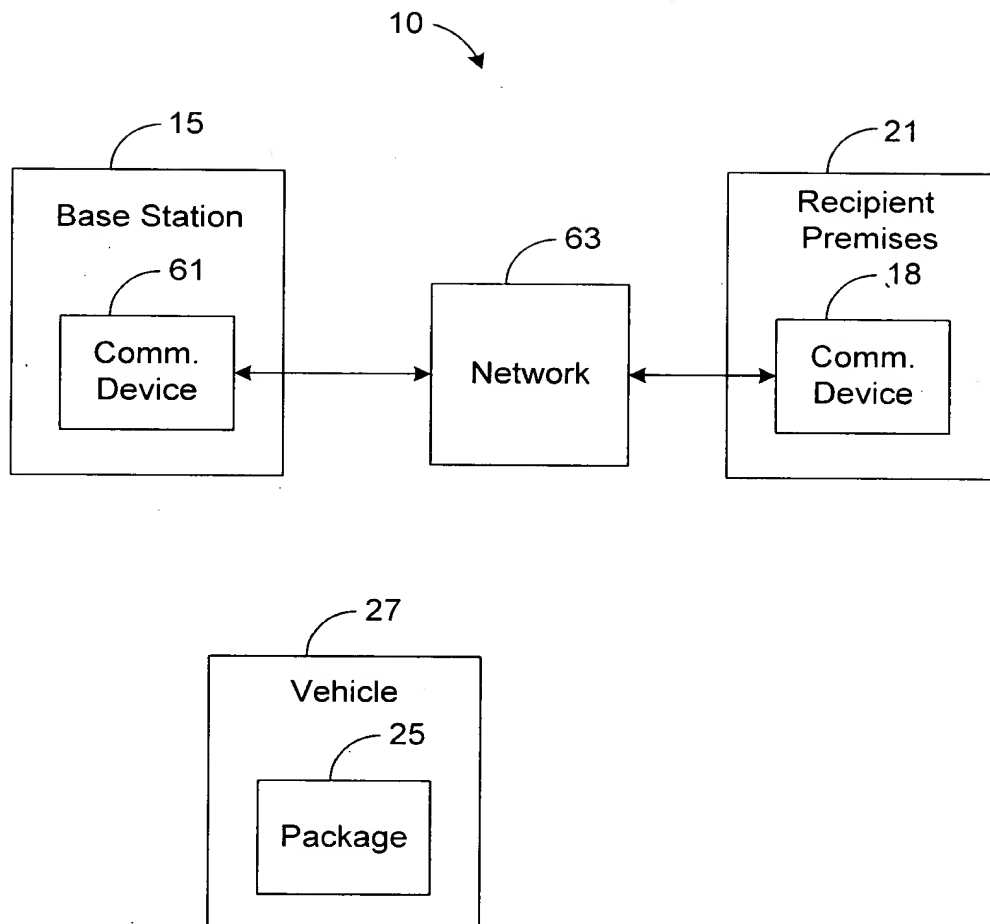 10
15
21
Base Station
Recipient
Premises
63
61
18
Comm.
Device
Network
Comm.
Device
27
Vehicle
25
Package